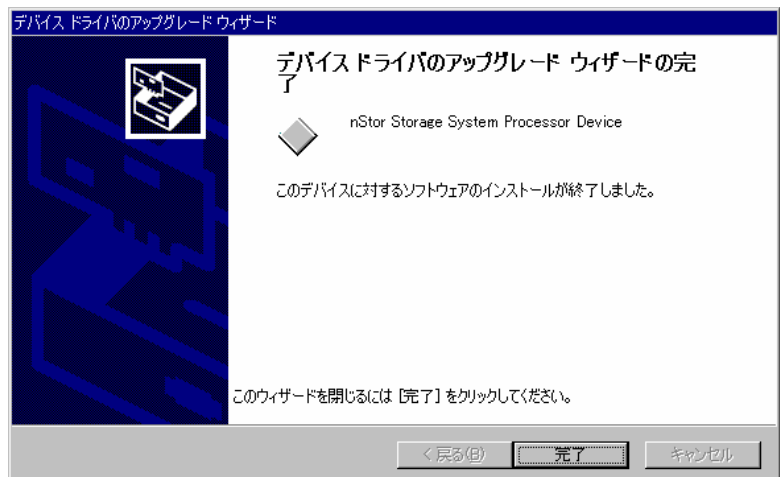 デバイス ドライバのアップグレード ウィザード
デバイス ドライバのアップグレード ウィザードの完
了
nStor Storage System Processor Device
このデバイスに対するソフトウェアのインストールが終了しました。
このウィザードを閉じるには [完了] をクリックしてください。
< 戻る(B)
完了
キャンセル